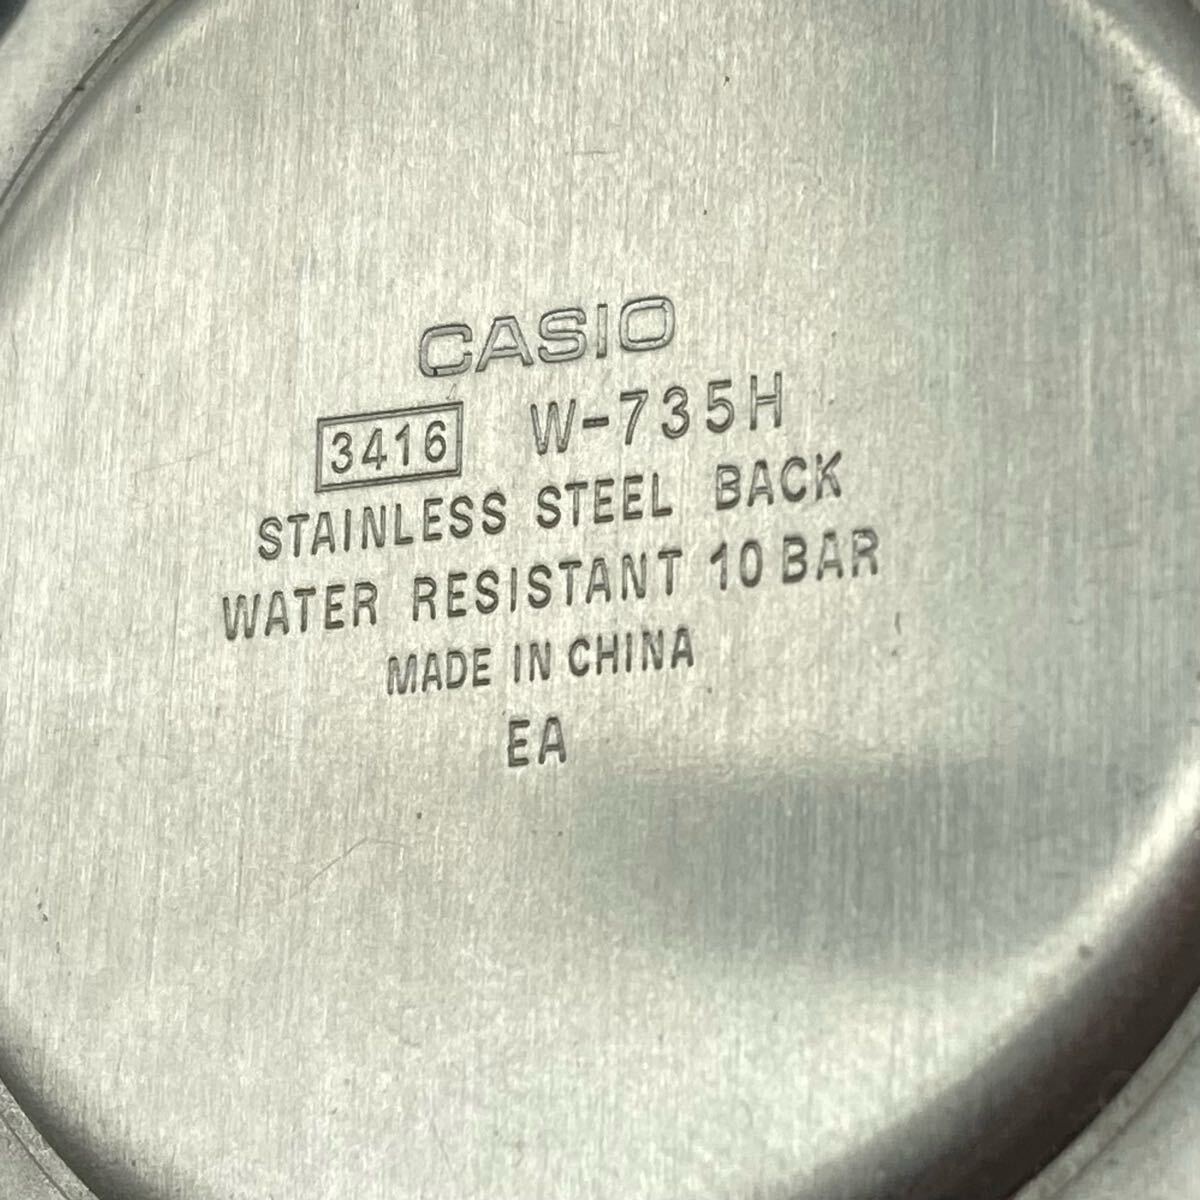 CASIO
3416 W-735H
STAINLESS STEEL BACK
WATER RESISTANT 10 BAR
MADE IN CHINA
EA